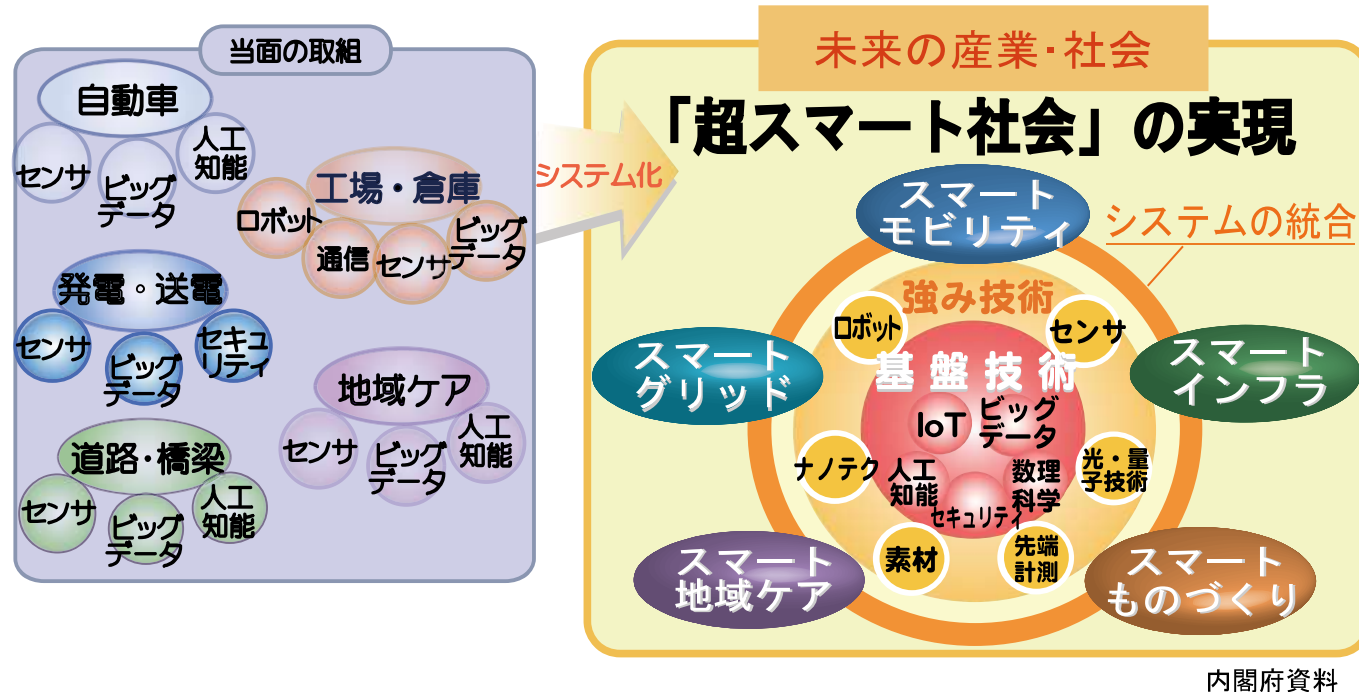 当面の取組
自動車
センサ
ビッグ
データ
人工
知能
工場・倉庫
ロボット
通信
センサ
ビッグ
データ
発電・送電
センサ
ビッグ
データ
セキュ
リティ
地域ケア
センサ
ビッグ
データ
人工
知能
道路・橋梁
センサ
ビッグ
データ
人工
知能
システム化
未来の産業・社会
「超スマート社会」の実現
スマート
モビリティ
システムの統合
強み技術
ロボット
センサ
スマート
グリッド
スマート
インフラ
基盤技術
IoT
ビッグ
データ
ナノテク
人工
知能
数理
科学
光・量
子技術
セキュリティ
素材
先端
計測
スマート
地域ケア
スマート
ものづくり
内閣府資料